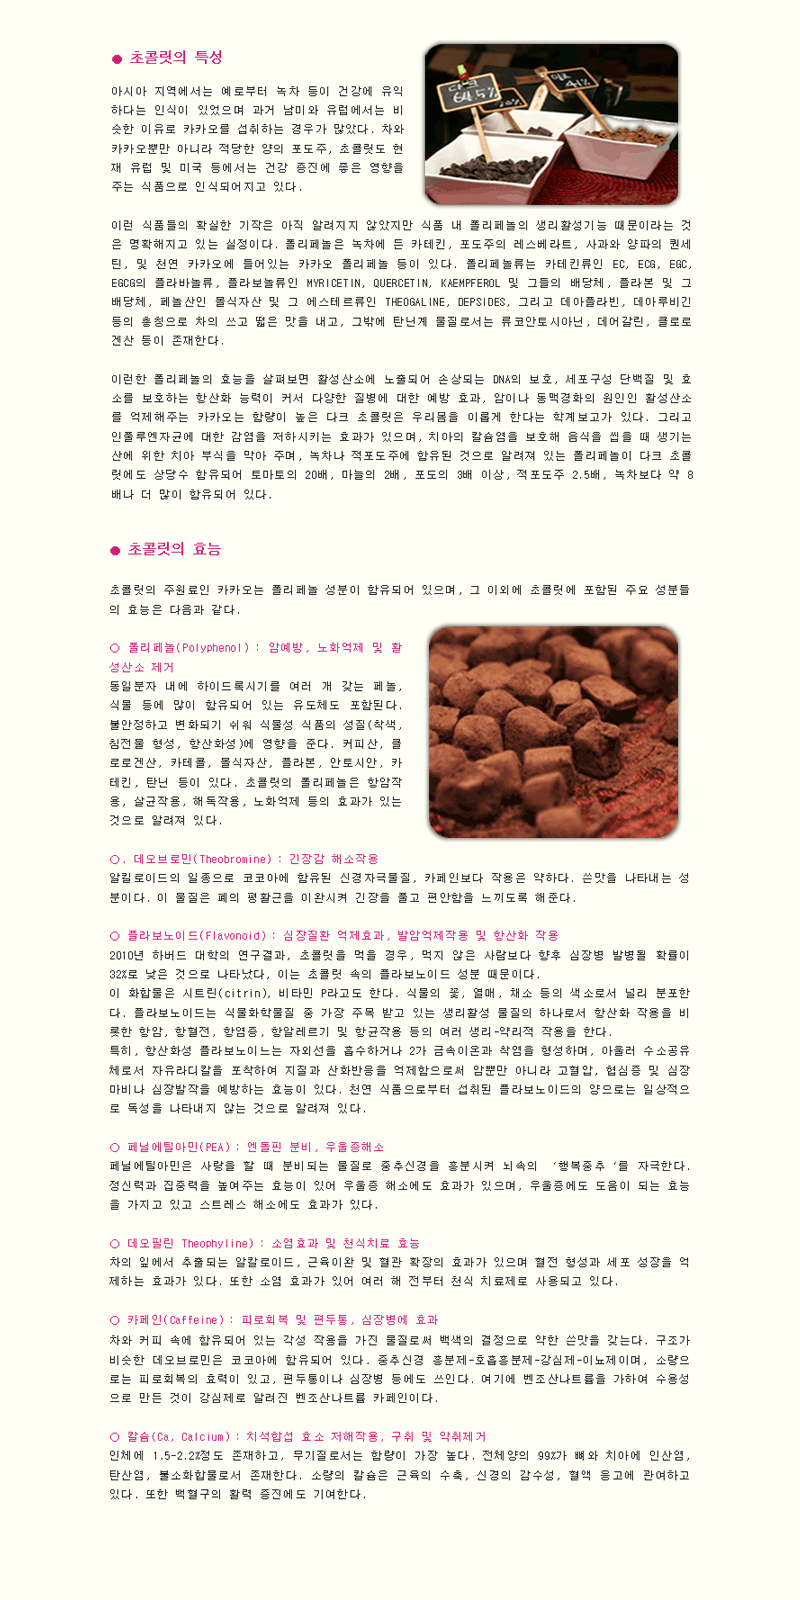 ● 초콜릿의 특성
다크
64.5%
70%
41%
아시아 지역에서는 예로부터 녹차 등이 건강에 유익
하다는 인식이 있었으며 과거 남미와 유럽에서는 비
슷한 이유로 카카오를 섭취하는 경우가 많았다. 차와
카카오뿐만 아니라 적당한 양의 포도주, 초콜릿도 현
재 유럽 및 미국 등에서는 건강 증진에 좋은 영향을
주는 식품으로 인식되어지고 있다.
이런 식품들의 확실한 기작은 아직 알려지지 않았지만 식품 내 폴리페놀의 생리활성기능 때문이라는 것
은 명확해지고 있는 실정이다. 폴리페놀은 녹차에 든 카테킨, 포도주의 레스베라트, 사과와 양파의 퀀세
틴, 및 천연 카카오에 들어있는 카카오 폴리페놀 등이 있다. 폴리페놀류는 카테킨류인 EC, ECG, EGC,
EGCG의 플라바놀류, 플라보놀류인 MYRICETIN, QUERCETIN, KAEMPFEROL 및 그들의 배당체, 플라본 및 그
배당체, 페놀산인 몰식자산 및 그 에스테르류인 THEOGALINE, DEPSIDES, 그리고 데아플라빈, 데아루비긴
등의 총칭으로 차의 쓰고 떫은 맛을 내고, 그밖에 탄닌계 물질로서는 류코안토시아닌, 데어갈린, 클로로
겐산 등이 존재한다.
이런한 폴리페놀의 효능을 살펴보면 활성산소에 노출되어 손상되는 DNA의 보호, 세포구성 단백질 및 효
소를 보호하는 항산화 능력이 커서 다양한 질병에 대한 예방 효과, 암이나 동맥경화의 원인인 활성산소
를 억제해주는 카카오는 함량이 높은 다크 초콜릿은 우리몸을 이롭게 한다는 학계보고가 있다. 그리고
인플루엔자균에 대한 감염을 저하시키는 효과가 있으며, 치아의 칼슘염을 보호해 음식을 씹을 때 생기는
산에 위한 치아 부식을 막아 주며, 녹차나 적포도주에 함유된 것으로 알려져 있는 폴리페놀이 다크 초콜
릿에도 상당수 함유되어 토마토의 20배, 마늘의 2배, 포도의 3배 이상, 적포도주 2.5배, 녹차보다 약 8
배나 더 많이 함유되어 있다.
● 초콜릿의 효능
초콜릿의 주원료인 카카오는 폴리페놀 성분이 함유되어 있으며, 그 이외에 초콜릿에 포함된 주요 성분들
의 효능은 다음과 같다.
○ 폴리페놀(Polyphenol) : 암예방, 노화억제 및 활
성산소 제거
동일분자 내에 하이드록시기를 여러 개 갖는 페놀,
식물 등에 많이 함유되어 있는 유도체도 포함된다.
불안정하고 변화되기 쉬워 식물성 식품의 성질(착색,
침전물 형성, 항산화성)에 영향을 준다. 커피산, 클
로로겐산, 카테콜, 몰식자산, 플라본, 안토시안, 카
테킨, 탄닌 등이 있다. 초콜릿의 폴리페놀은 항암작
용, 살균작용, 해독작용, 노화억제 등의 효과가 있는
것으로 알려져 있다.
○. 데오브로민(Theobromine) : 긴장감 해소작용
알킬로이드의 일종으로 코코아에 함유된 신경자극물질, 카페인보다 작용은 약하다. 쓴맛을 나타내는 성
분이다. 이 물질은 폐의 평활근을 이완시켜 긴장을 풀고 편안함을 느끼도록 해준다.
○ 플라보노이드(Flavonoid) : 심장질환 억제효과, 발암억제작용 및 항산화 작용
2010년 하버드 대학의 연구결과, 초콜릿을 먹을 경우, 먹지 않은 사람보다 향후 심장병 발병될 확률이
32%로 낮은 것으로 나타났다, 이는 초콜릿 속의 플라보노이드 성분 때문이다.
이 화합물은 시트린(citrin), 비타민 P라고도 한다. 식물의 꽃, 열매, 채소 등의 색소로서 널리 분포한
다. 플라보노이드는 식물화학물질 중 가장 주목 받고 있는 생리활성 물질의 하나로서 항산화 작용을 비
롯한 항암, 항혈전, 항염증, 항알레르기 및 항균작용 등의 여러 생리-약리적 작용을 한다.
특히, 항산화성 플라보노이느는 자외선을 흡수하거나 2가 금속이온과 착염을 형성하며, 아울러 수소공유
체로서 자유라디칼을 포착하여 지질과 산화반응을 억제함으로써 암뿐만 아니라 고혈압, 협심증 및 심장
마비나 심장발작을 예방하는 효능이 있다. 천연 식품으로부터 섭취된 플라보노이드의 양으로는 일상적으
로 독성을 나타내지 않는 것으로 알려져 있다.
○ 페닐에틸아민(PEA) : 엔돌핀 분비, 우울증해소
페닐에틸아민은 사랑을 할 때 분비되는 물질로 중추신경을 흥분시켜 뇌속의 ‘행복중추 ‘를 자극한다.
정신력과 집중력을 높여주는 효능이 있어 우울증 해소에도 효과가 있으며, 우울증에도 도움이 되는 효능
을 가지고 있고 스트레스 해소에도 효과가 있다.
○ 데오필린 Theophyline) : 소염효과 및 천식치료 효능
차의 잎에서 추출되는 알칼로이드, 근육이완 및 혈관 확장의 효과가 있으며 혈전 형성과 세포 성장을 억
제하는 효과가 있다. 또한 소염 효과가 있어 여러 해 전부터 천식 치료제로 사용되고 있다.
○ 카페인(Caffeine) : 피로회복 및 편두통, 심장병에 효과
차와 커피 속에 함유되어 있는 각성 작용을 가진 물질로써 백색의 결정으로 약한 쓴맛을 갖는다. 구조가
비슷한 데오브로민은 코코아에 함유되어 있다. 중추신경 흥분제-호흡흥분제-강심제-이뇨제이며, 소량으
로는 피로회복의 효력이 있고, 편두통이나 심장병 등에도 쓰인다. 여기에 벤조산나트륨을 가하여 수용성
으로 만든 것이 강심제로 알려진 벤조산나트륨 카페인이다.
○ 칼슘(Ca, Calcium) : 치석합섭 효소 저해작용, 구취 및 악취제거
인체에 1.5-2.2%정도 존재하고, 무기질로서는 함량이 가장 높다. 전체양의 99%가 뼈와 치아에 인산염,
탄산염, 불소화합물로서 존재한다. 소량의 칼슘은 근육의 수축, 신경의 감수성, 혈액 응고에 관여하고
있다. 또한 백혈구의 활력 증진에도 기여한다.